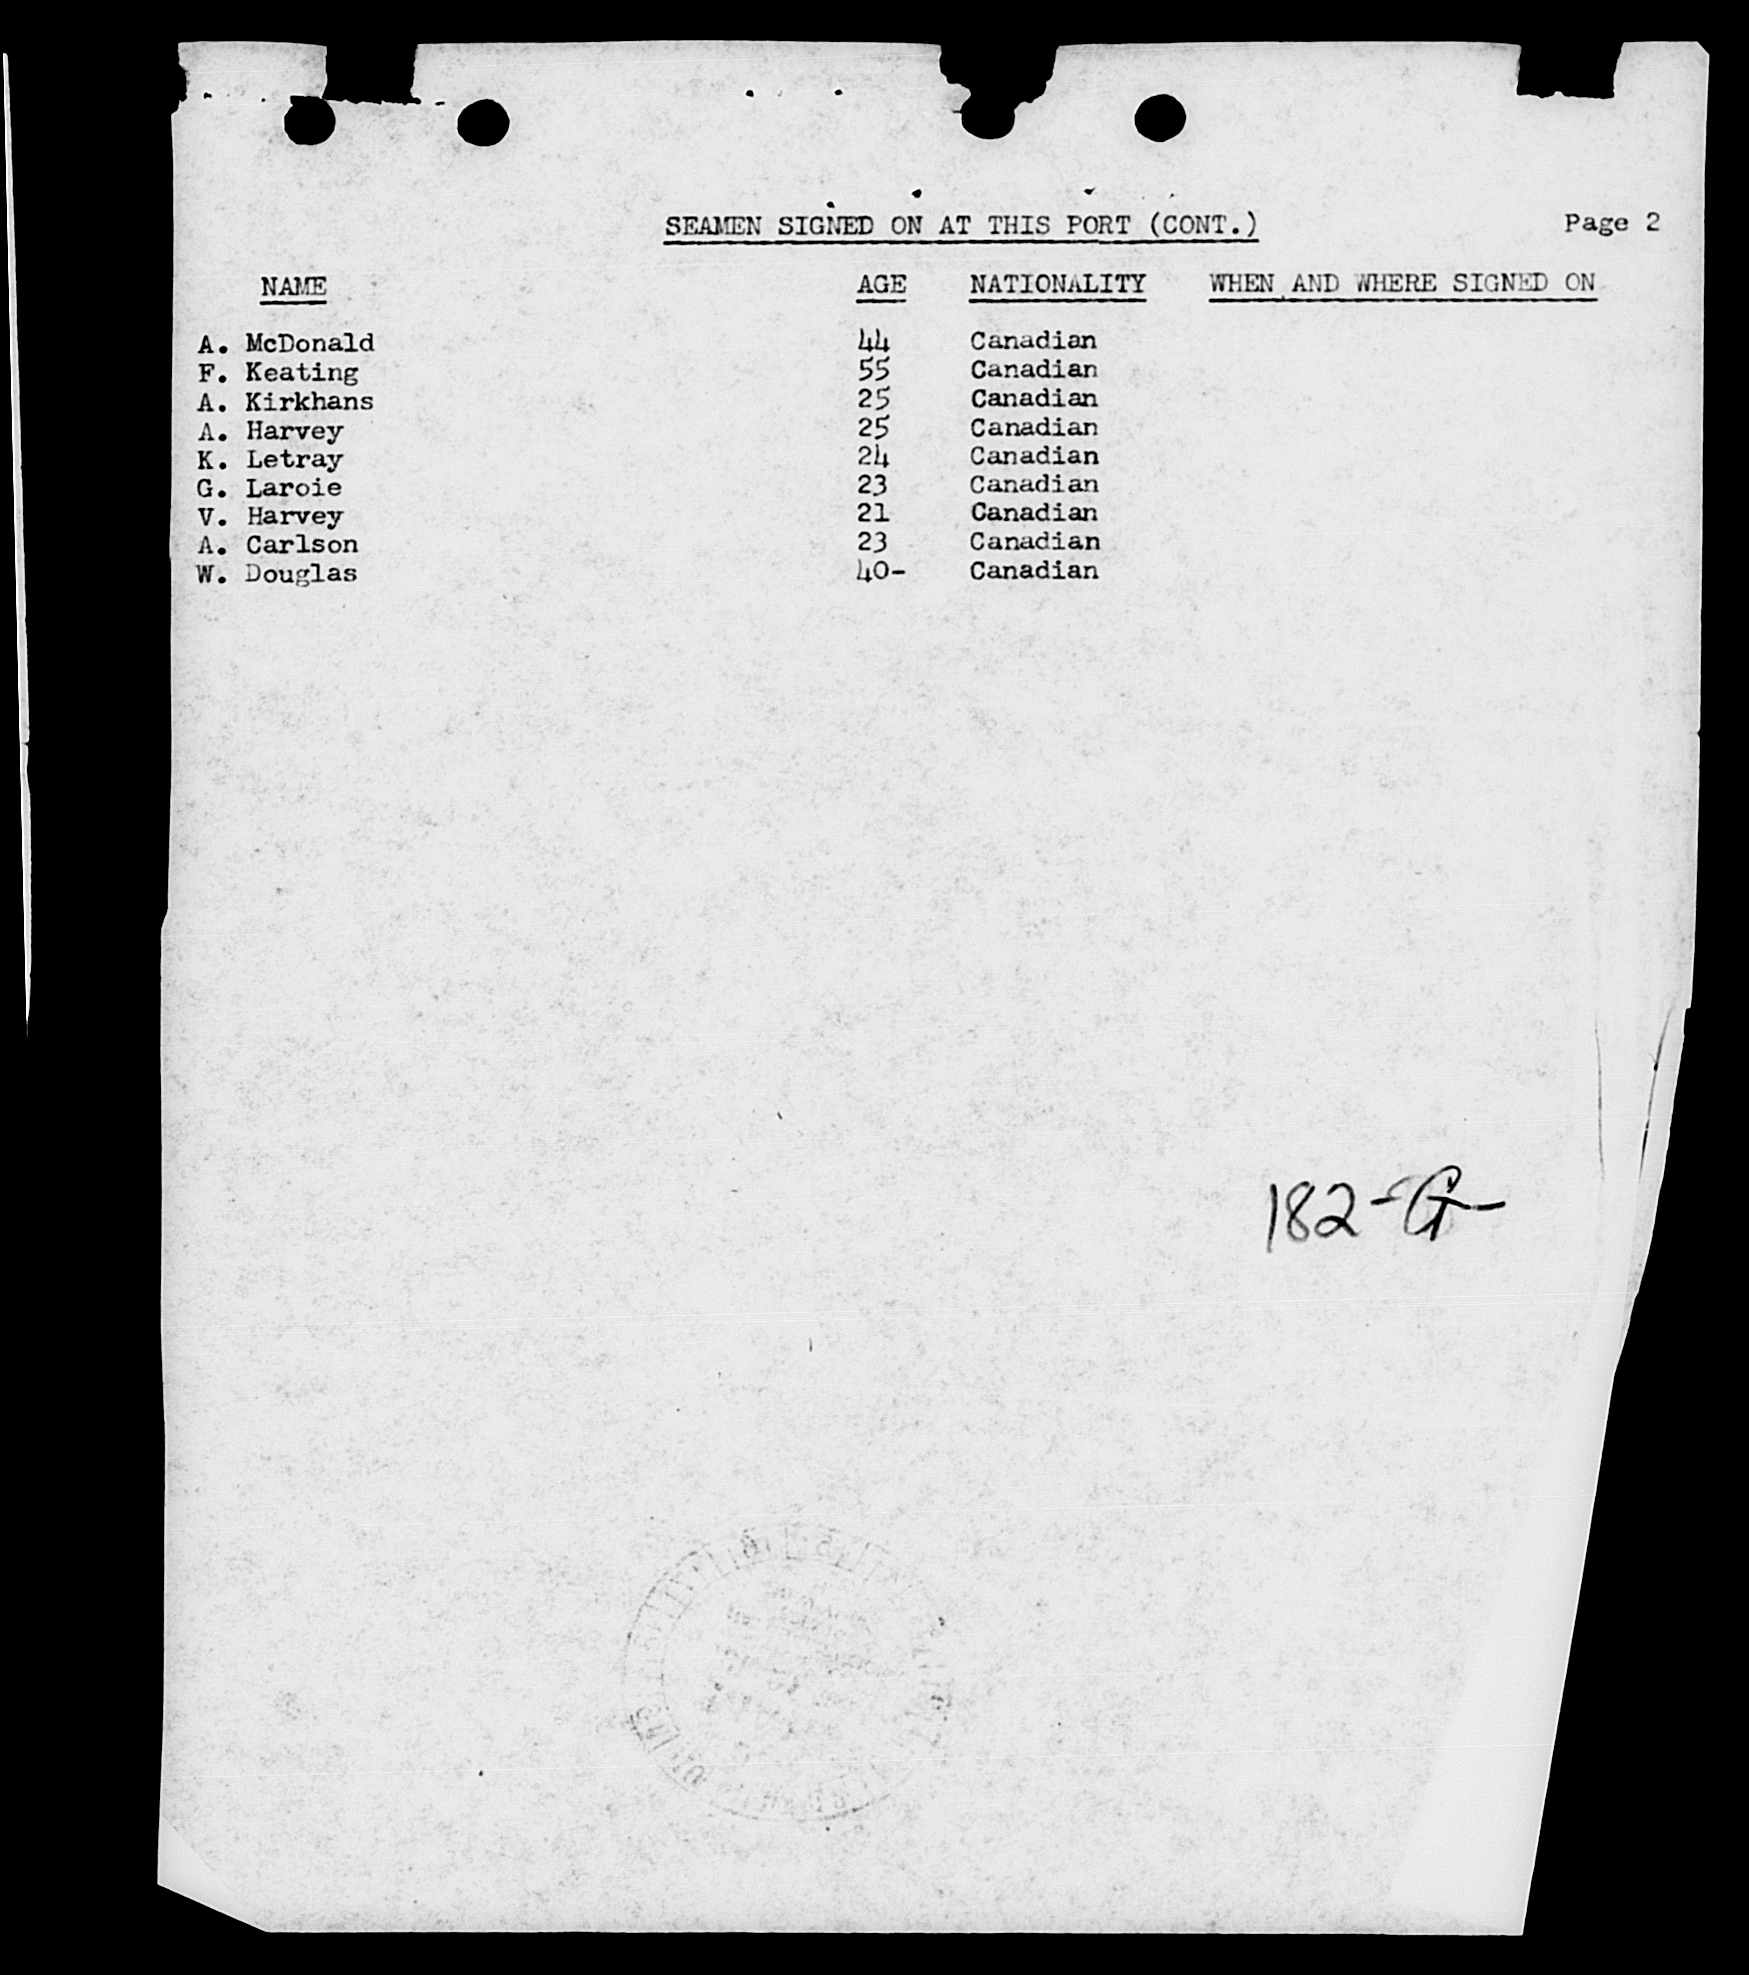 SEAMEN SIGNED ON AT THIS PORT (CONT.) Page 2
NAME AGE NATIONALITY WHEN AND WHERE SIGNED ON
A. McDonald 44 Canadian
F. Keating 55 Canadian
A. Kirkhans 25 Canadian
A. Harvey 25 Canadian
K. Letray 24 Canadian
G. Laroie 23 Canadian
V. Harvey 21 Canadian
A. Carlson 23 Canadian
W. Douglas 40- Canadian
182-G-